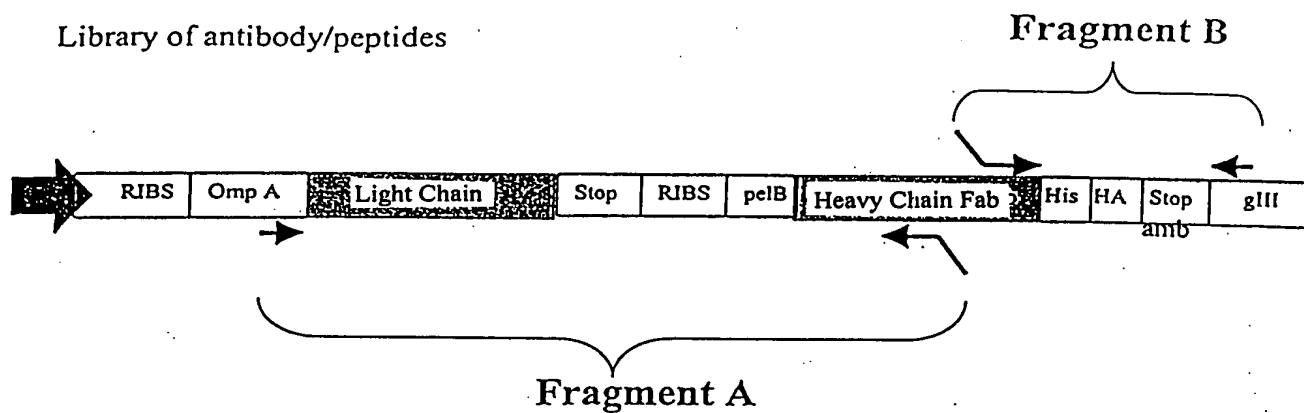 Library of antibody/peptides
Fragment B
RIBS Omp A Light Chain Stop RIBS pelB Heavy Chain Fab His HA Stop gIII
amb
Fragment A